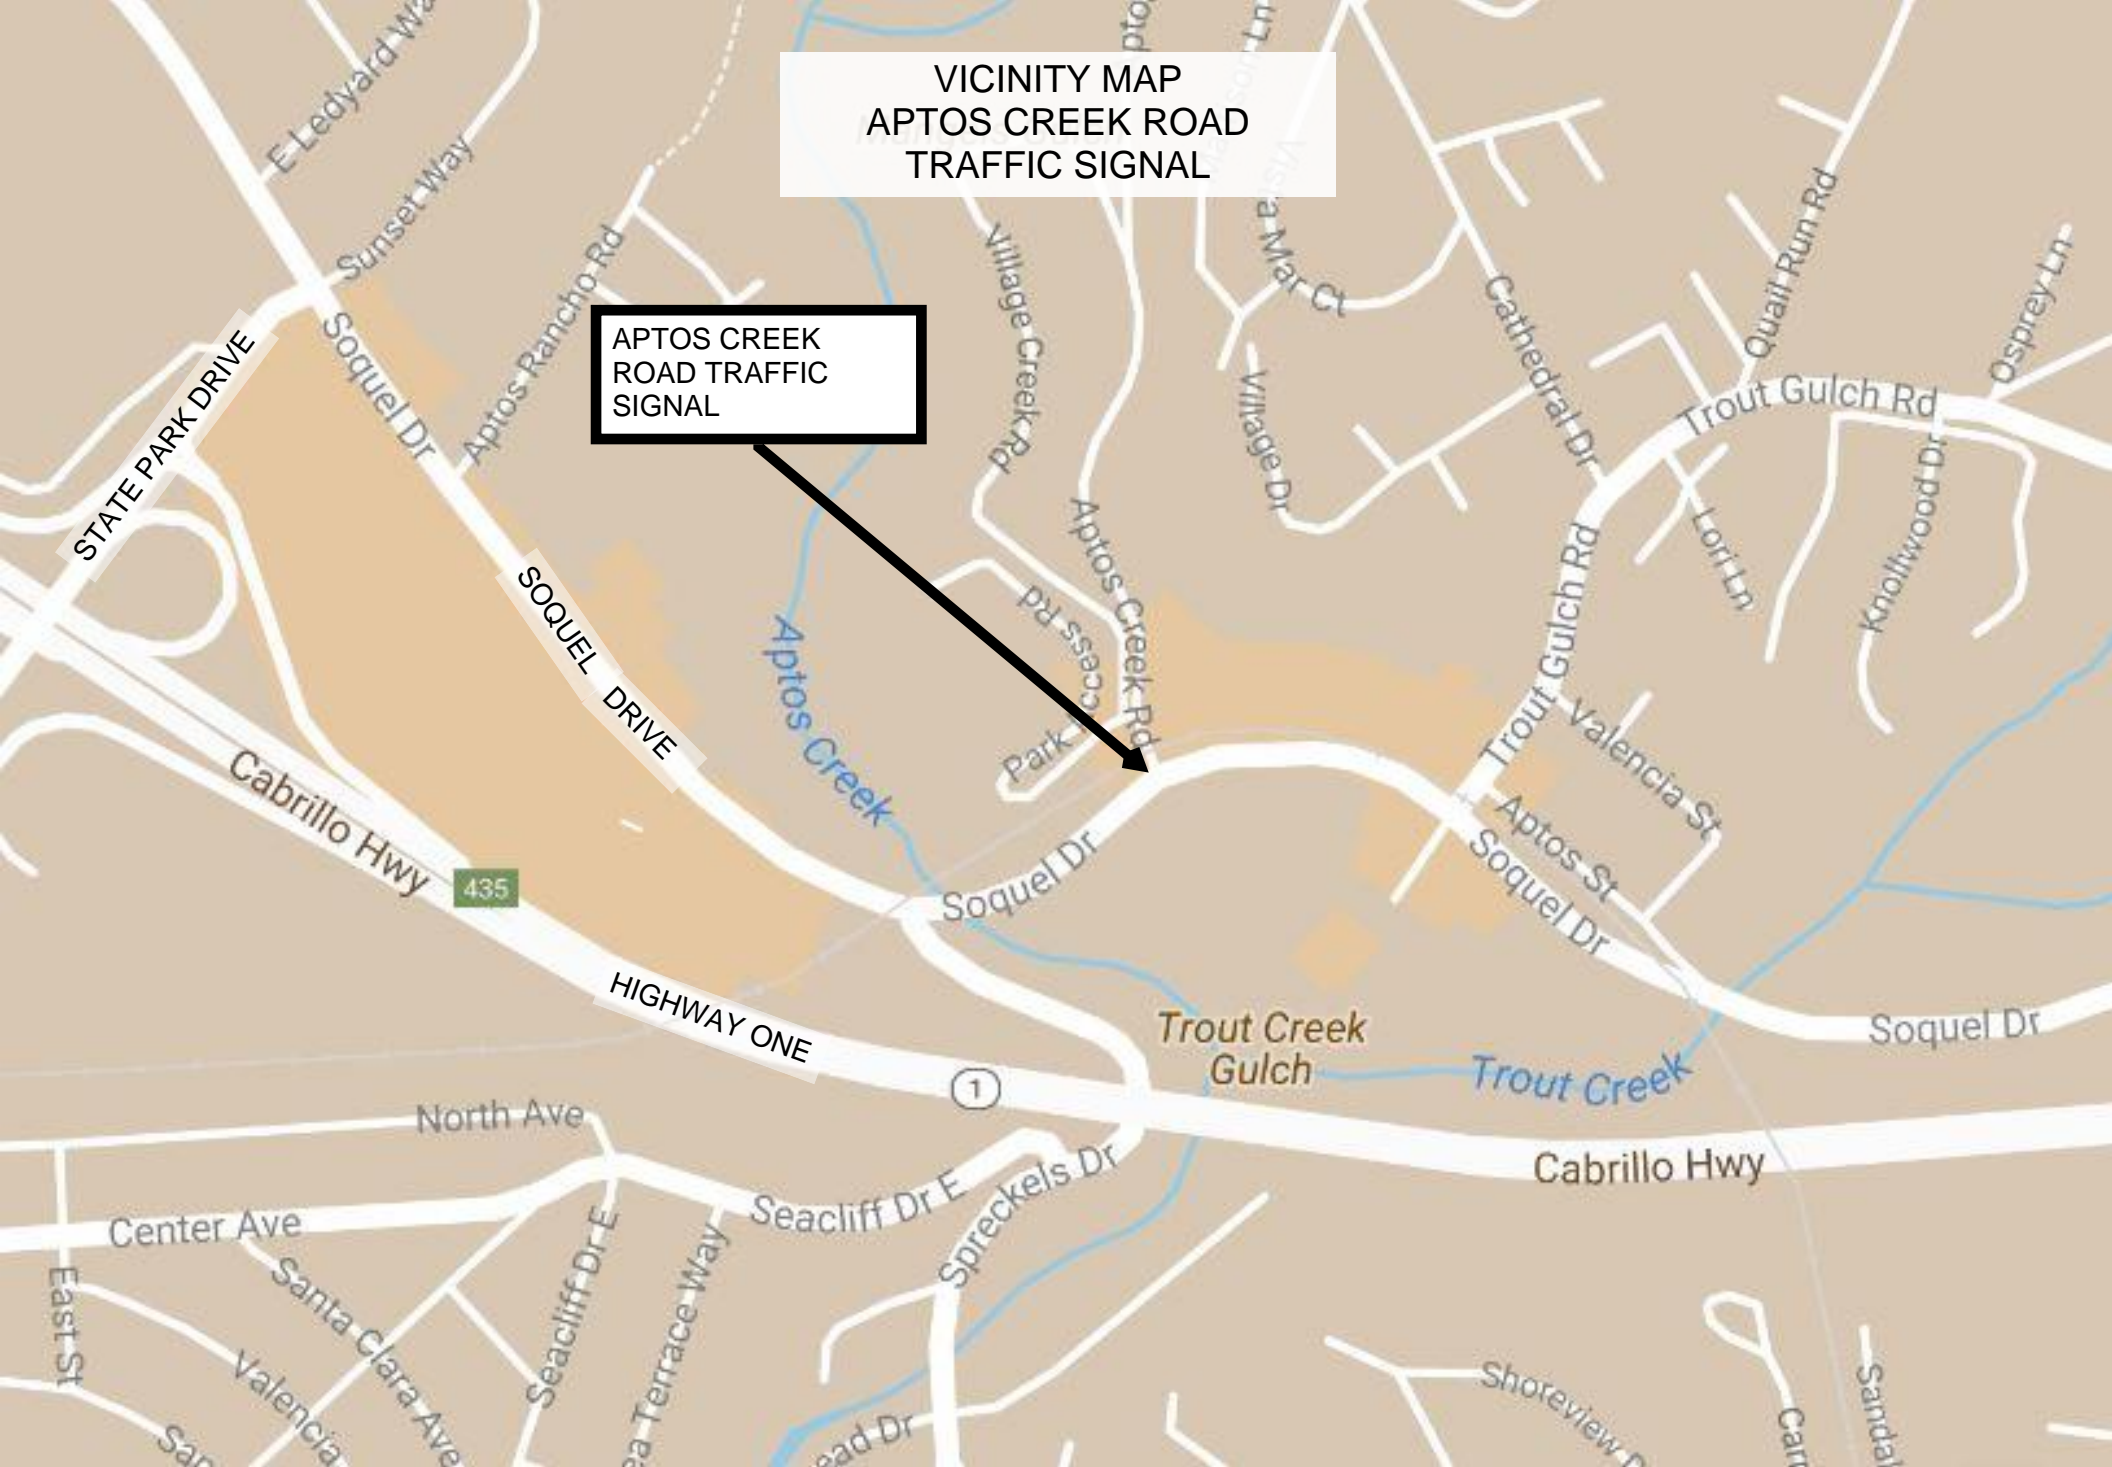 VICINITY MAP
APTOS CREEK ROAD
TRAFFIC SIGNAL
E Ledyard Way
Sunset Way
Aptos Rancho Rd
Village Creek Rd
Vista Mar Ct
Cathedral Dr
Quail Run Rd
Osprey Ln
STATE PARK DRIVE
Soquel Dr
APTOS CREEK
ROAD TRAFFIC
SIGNAL
Village Dr
Trout Gulch Rd
Knollwood Dr
Lori Ln
Aptos Creek Rd
Trout Gulch Rd
SOQUEL DRIVE
Aptos Creek
Park Access Rd
Valencia St
Aptos St
Cabrillo Hwy
435
Soquel Dr
Soquel Dr
HIGHWAY ONE
1
Trout Creek
Gulch
Trout Creek
Soquel Dr
North Ave
Cabrillo Hwy
Center Ave
Seacliff Dr E
Spreckels Dr
East St
Santa Clara Ave
Seacliff Dr E
Terrace Way
Valencia
Shoreview